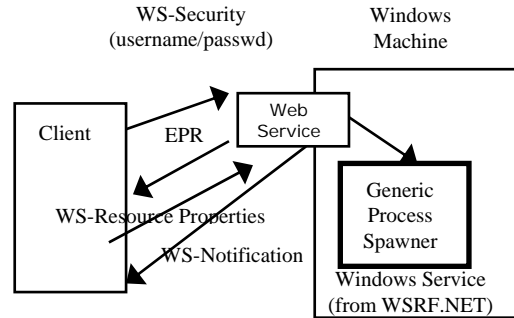 WS-Security
(username/passwd)
Windows
Machine
Client
EPR
Web
Service
WS-Resource Properties
WS-Notification
Generic
Process
Spawner
Windows Service
(from WSRF.NET)